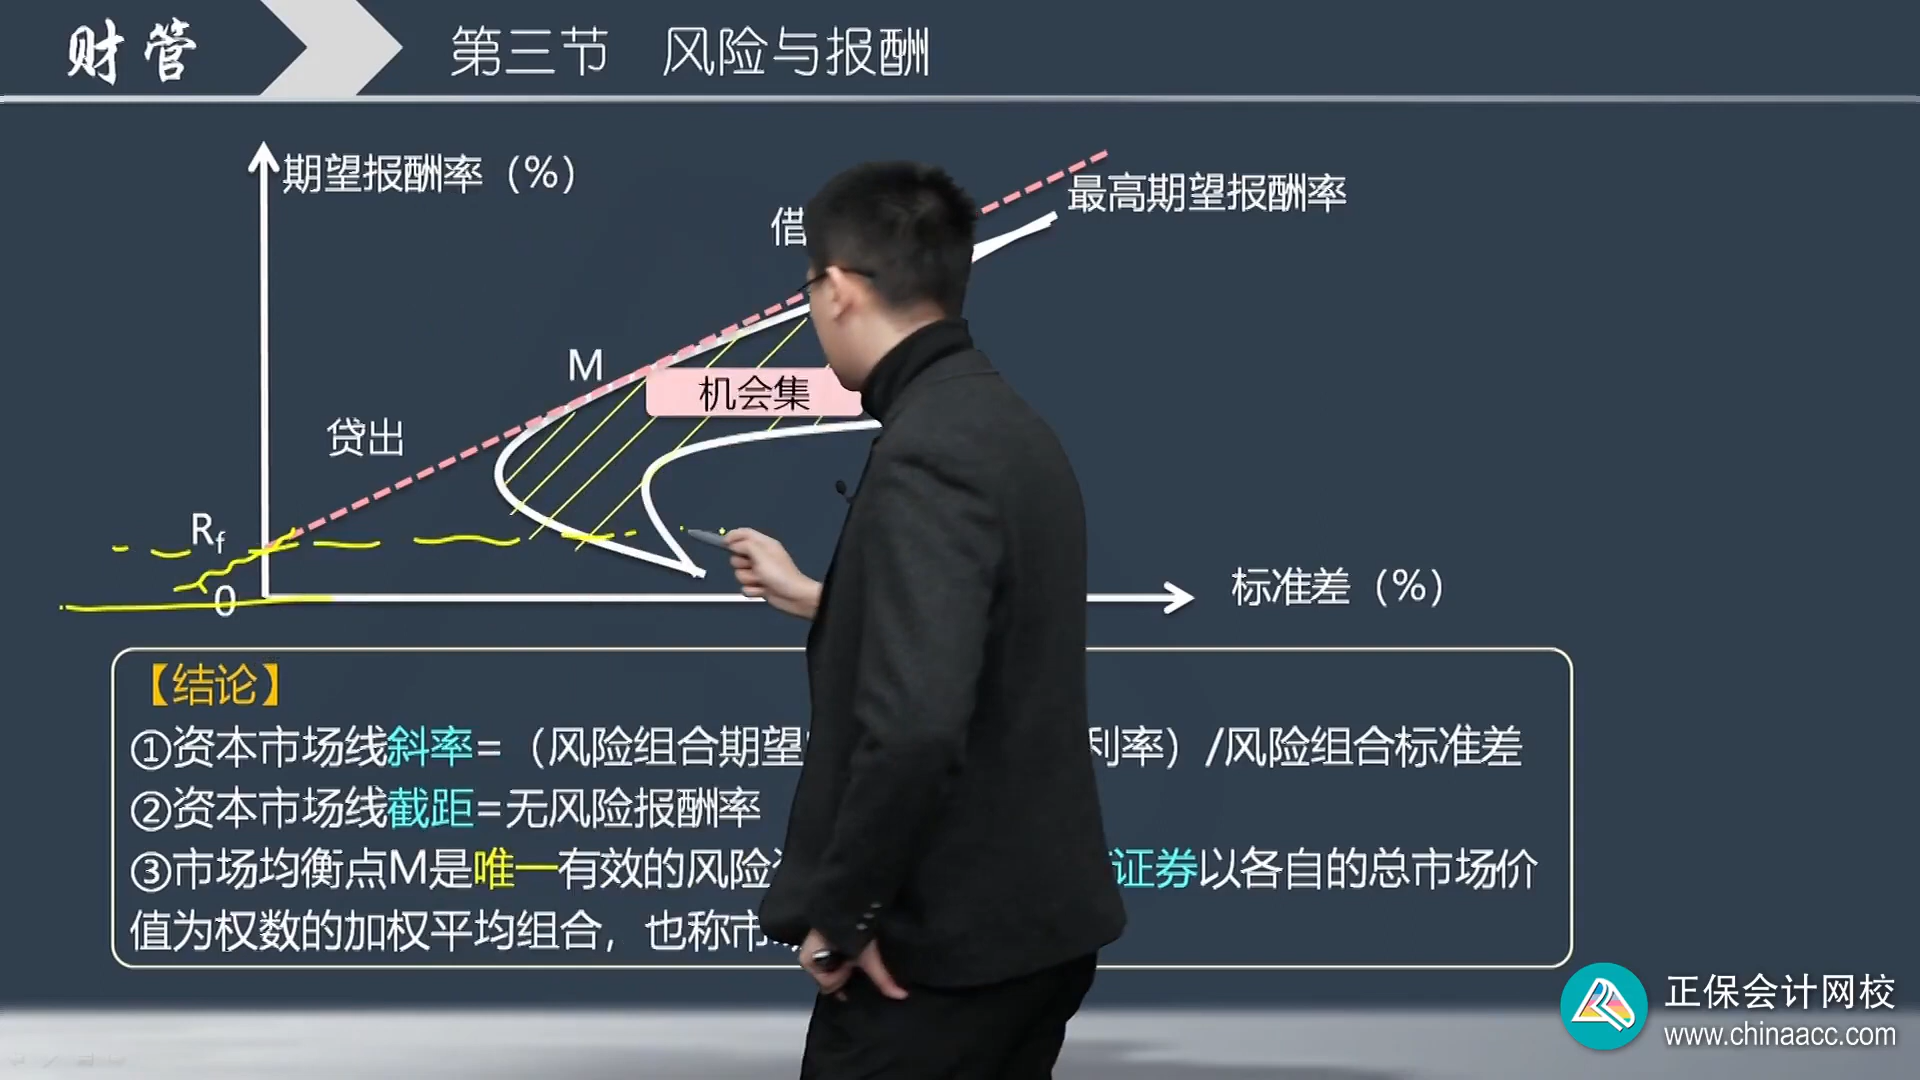 财管
第三节 风险与报酬
期望报酬率（%）
最高期望报酬率
借
M
机会集
贷出
Rf
0
标准差（%）
【结论】
①资本市场线斜率=（风险组合期望 利率）/风险组合标准差
②资本市场线截距=无风险报酬率
③市场均衡点M是唯一有效的风险 证券以各自的总市场价
值为权数的加权平均组合，也称市
正保会计网校
www.chinaacc.com